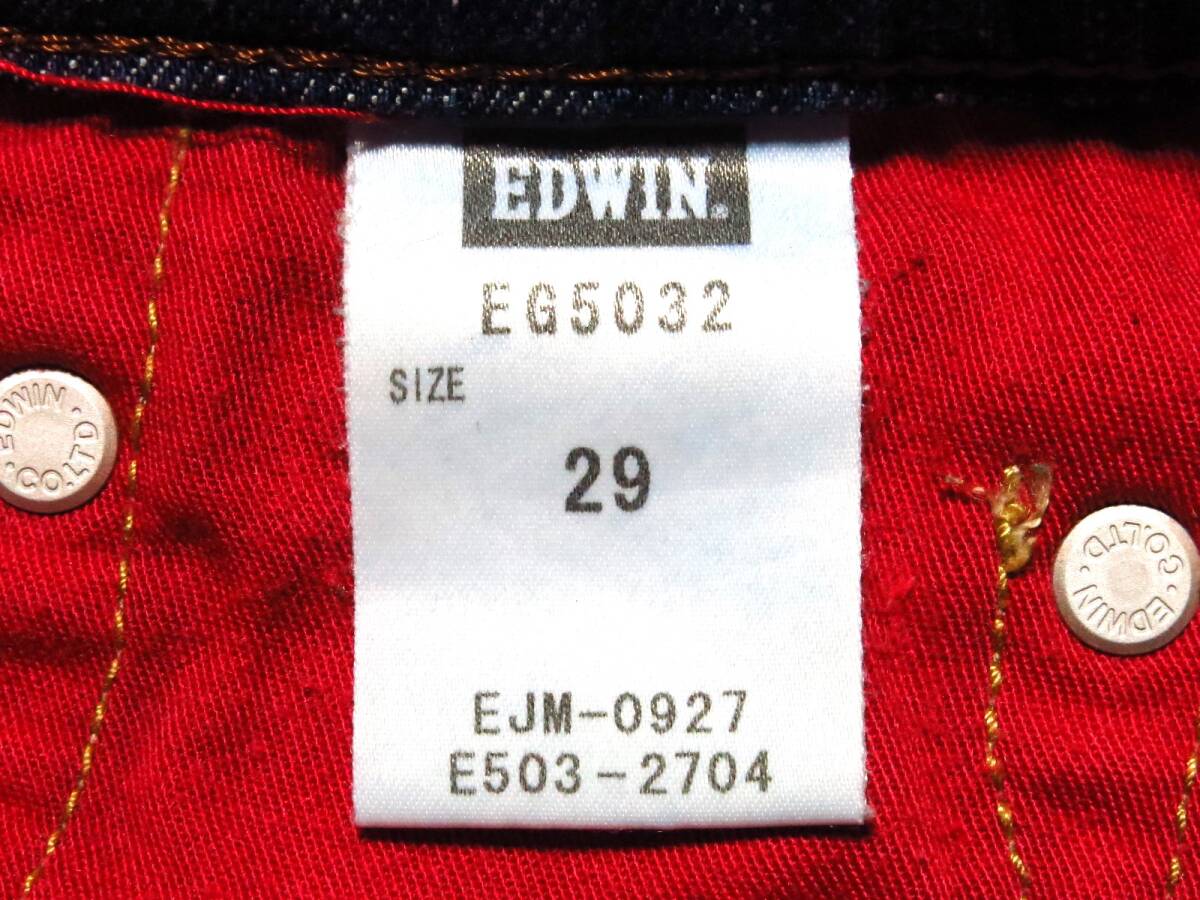 EDWIN.
EG5032
SIZE
29
EJM-0927
E503-2704
EDWIN · CO.LTD ·
EDWIN · CO.LTD ·